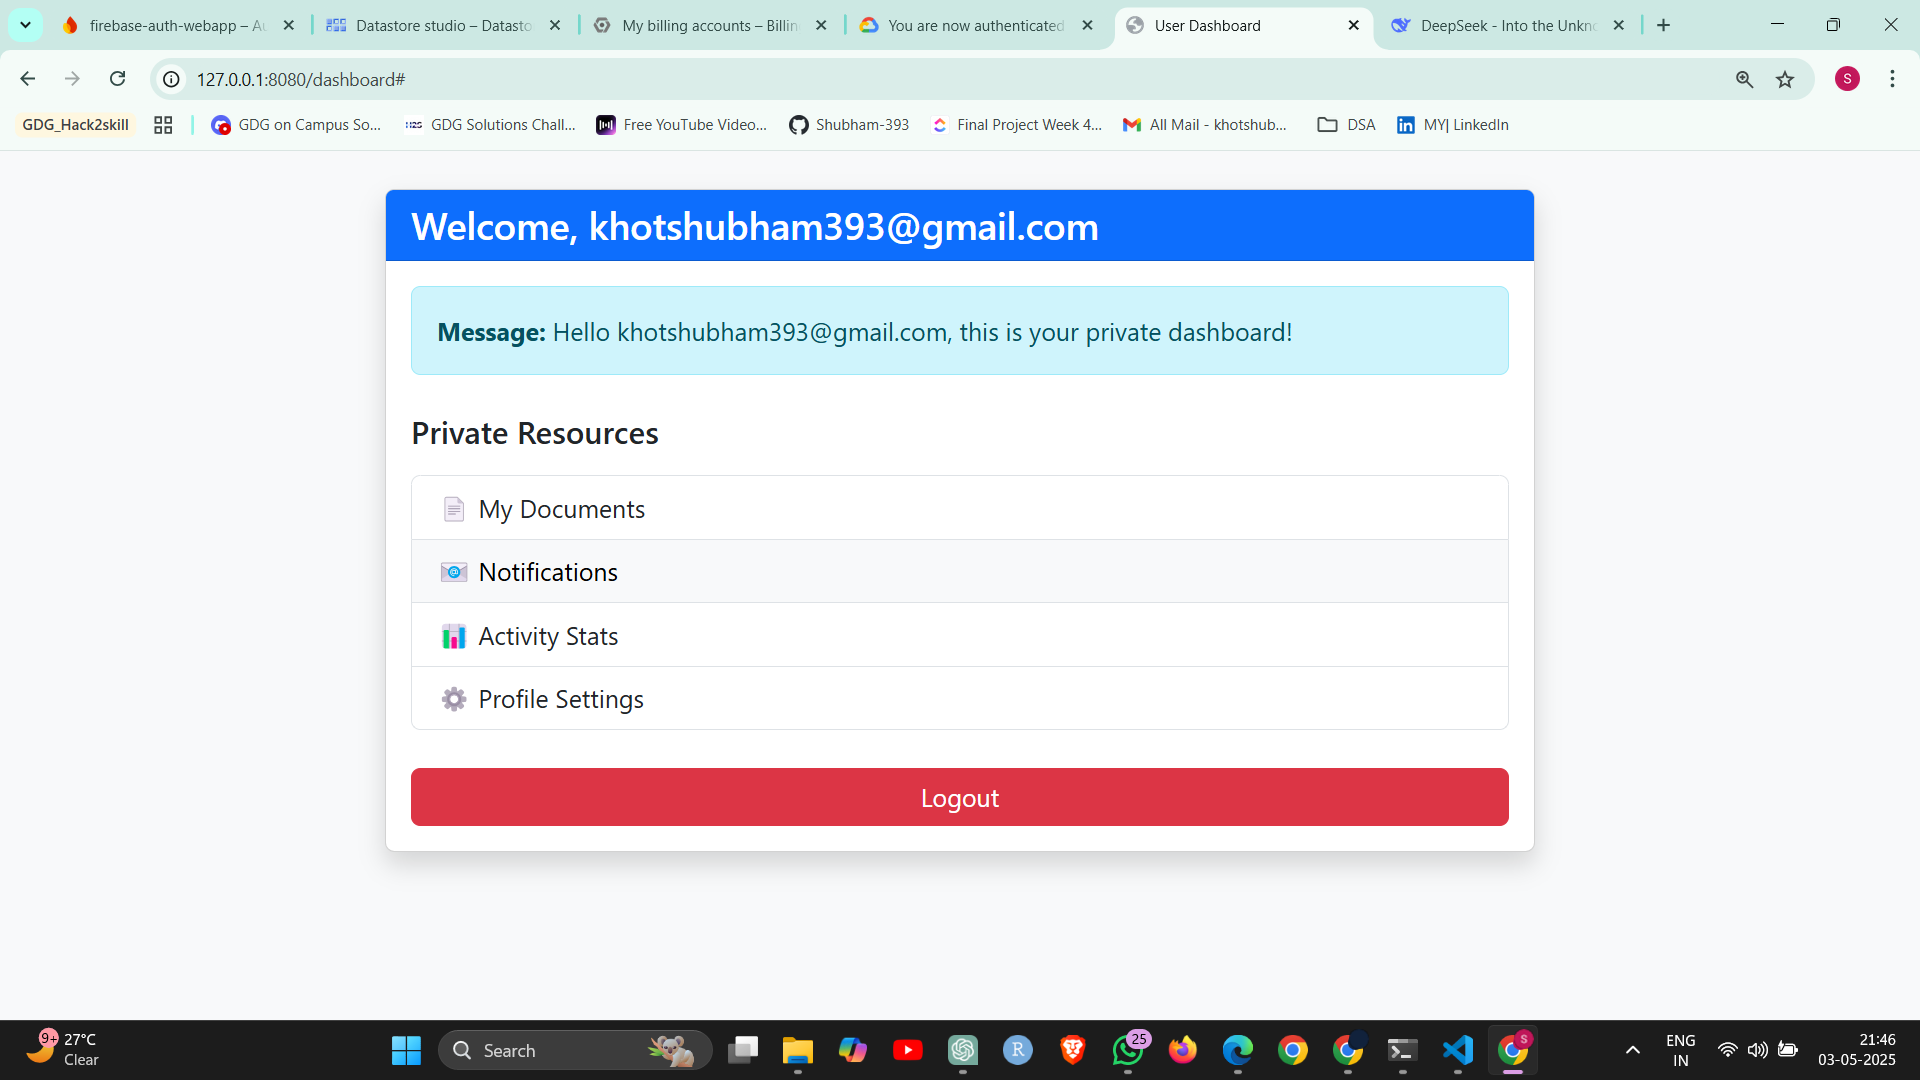 firebase-auth-webapp – Au
Datastore studio – Datasto
My billing accounts – Billin
You are now authenticated
User Dashboard
DeepSeek - Into the Unkno
127.0.0.1:8080/dashboard#
S
GDG_Hack2skill
GDG on Campus So...
H2S
GDG Solutions Chall...
Free YouTube Video...
Shubham-393
Final Project Week 4...
All Mail - khotshub...
DSA
MY| LinkedIn
Welcome, khotshubham393@gmail.com
Message: Hello khotshubham393@gmail.com, this is your private dashboard!
Private Resources
My Documents
Notifications
Activity Stats
Profile Settings
Logout
9+
27°C
Clear
Search
R
25
S
ENG
IN
21:46
03-05-2025